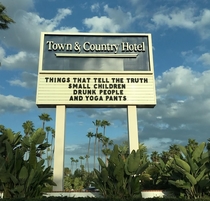 Town & Country Hotel
THINGS THAT TELL THE TRUTH
SMALL CHILDREN
DRUNK PEOPLE
AND YOGA PANTS